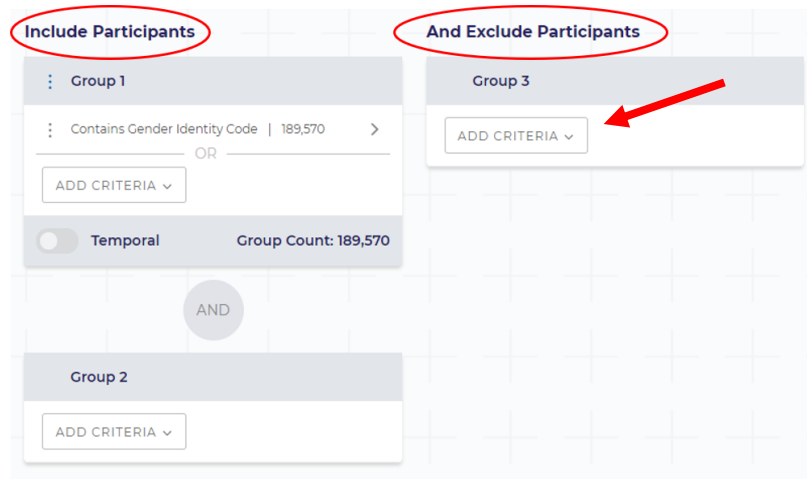 Include Participants
Group 1
Contains Gender Identity Code | 189,570
OR
ADD CRITERIA
Temporal Group Count: 189,570
AND
Group 2
ADD CRITERIA
And Exclude Participants
Group 3
ADD CRITERIA